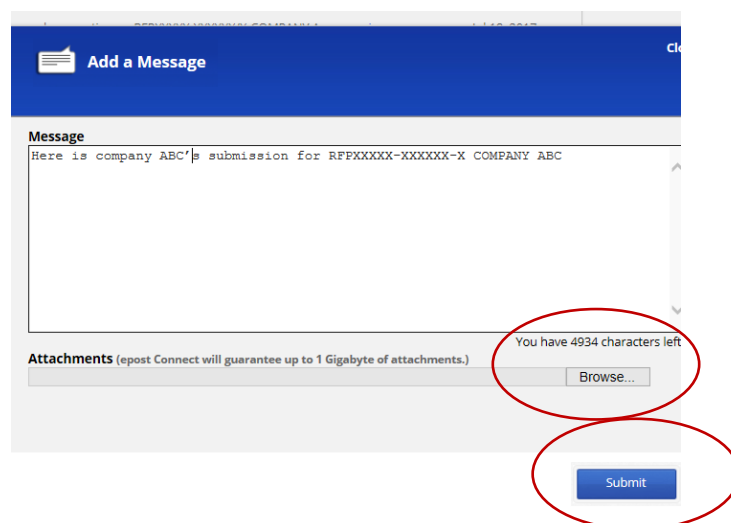 Clo
Add a Message
Message
Here is company ABC's submission for RFPXXXXX-XXXXXX-X COMPANY ABC
You have 4934 characters left
Attachments (epost Connect will guarantee up to 1 Gigabyte of attachments.)
Browse...
Submit